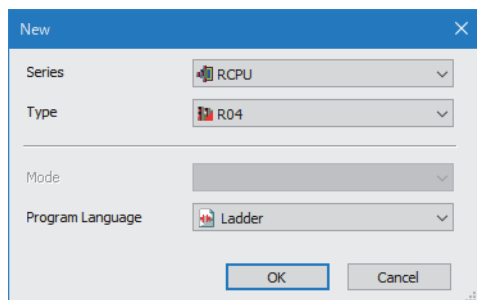 New
Series
RCPU
Type
R04
Mode
Program Language
Ladder
OK
Cancel